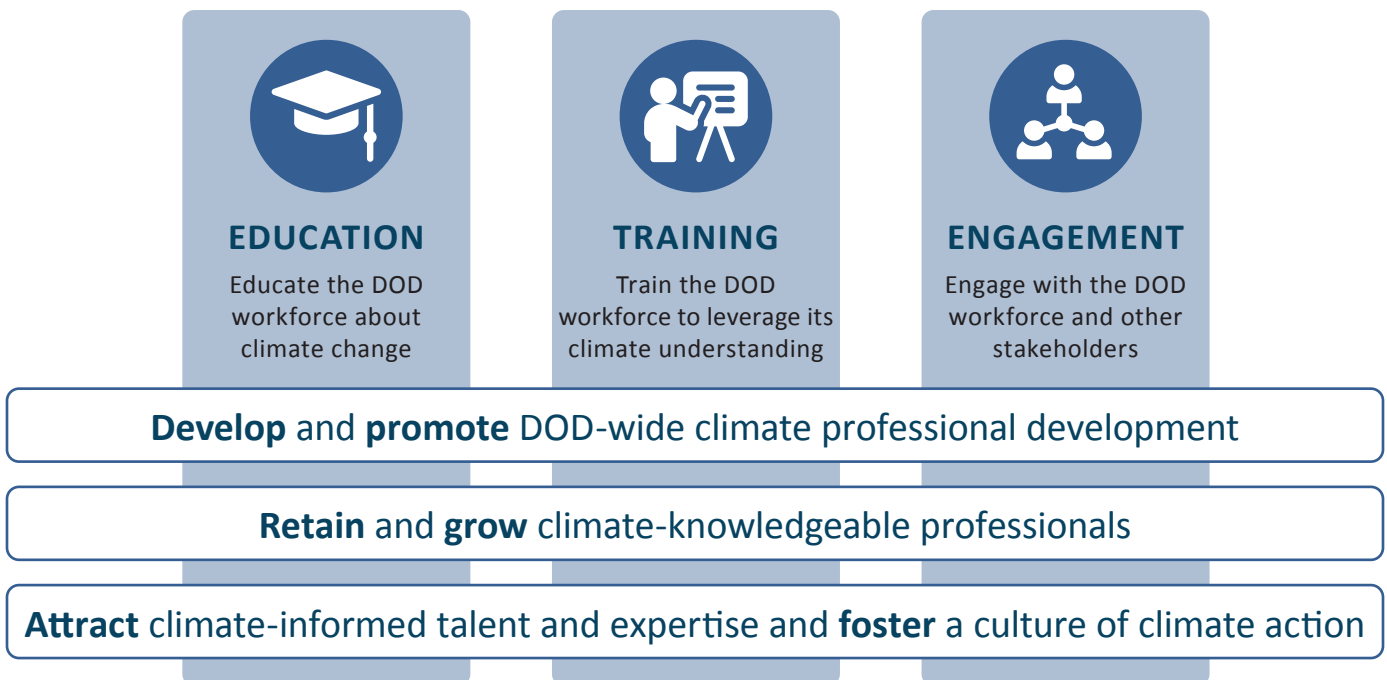 EDUCATION
Educate the DOD
workforce about
climate change
TRAINING
Train the DOD
workforce to leverage its
climate understanding
ENGAGEMENT
Engage with the DOD
workforce and other
stakeholders
Develop and promote DOD-wide climate professional development
Retain and grow climate-knowledgeable professionals
Attract climate-informed talent and expertise and foster a culture of climate action